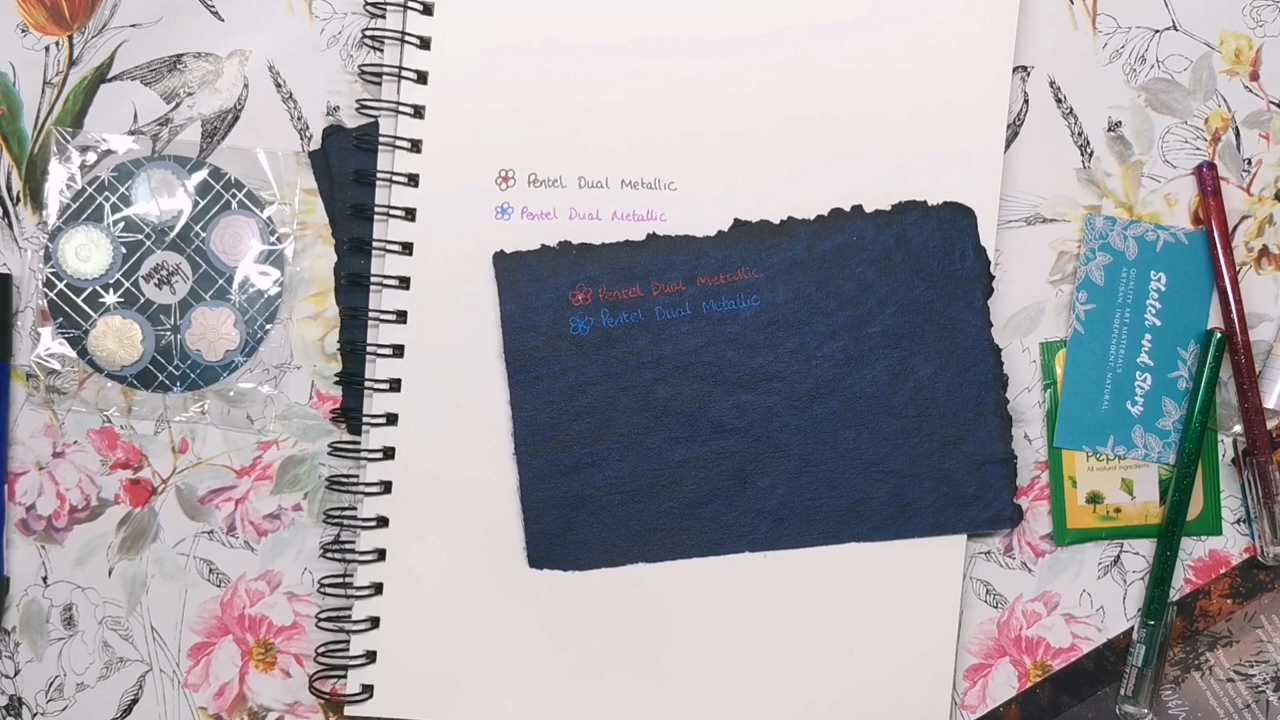 Pentel Dual Metallic
Pentel Dual Metallic
Pentel Dual Metallic
Pentel Dual Metallic
Sketch and Story
QUALITY ART MATERIALS
ARTISAN, INDEPENDENT, NATURAL.
All natural ingredients